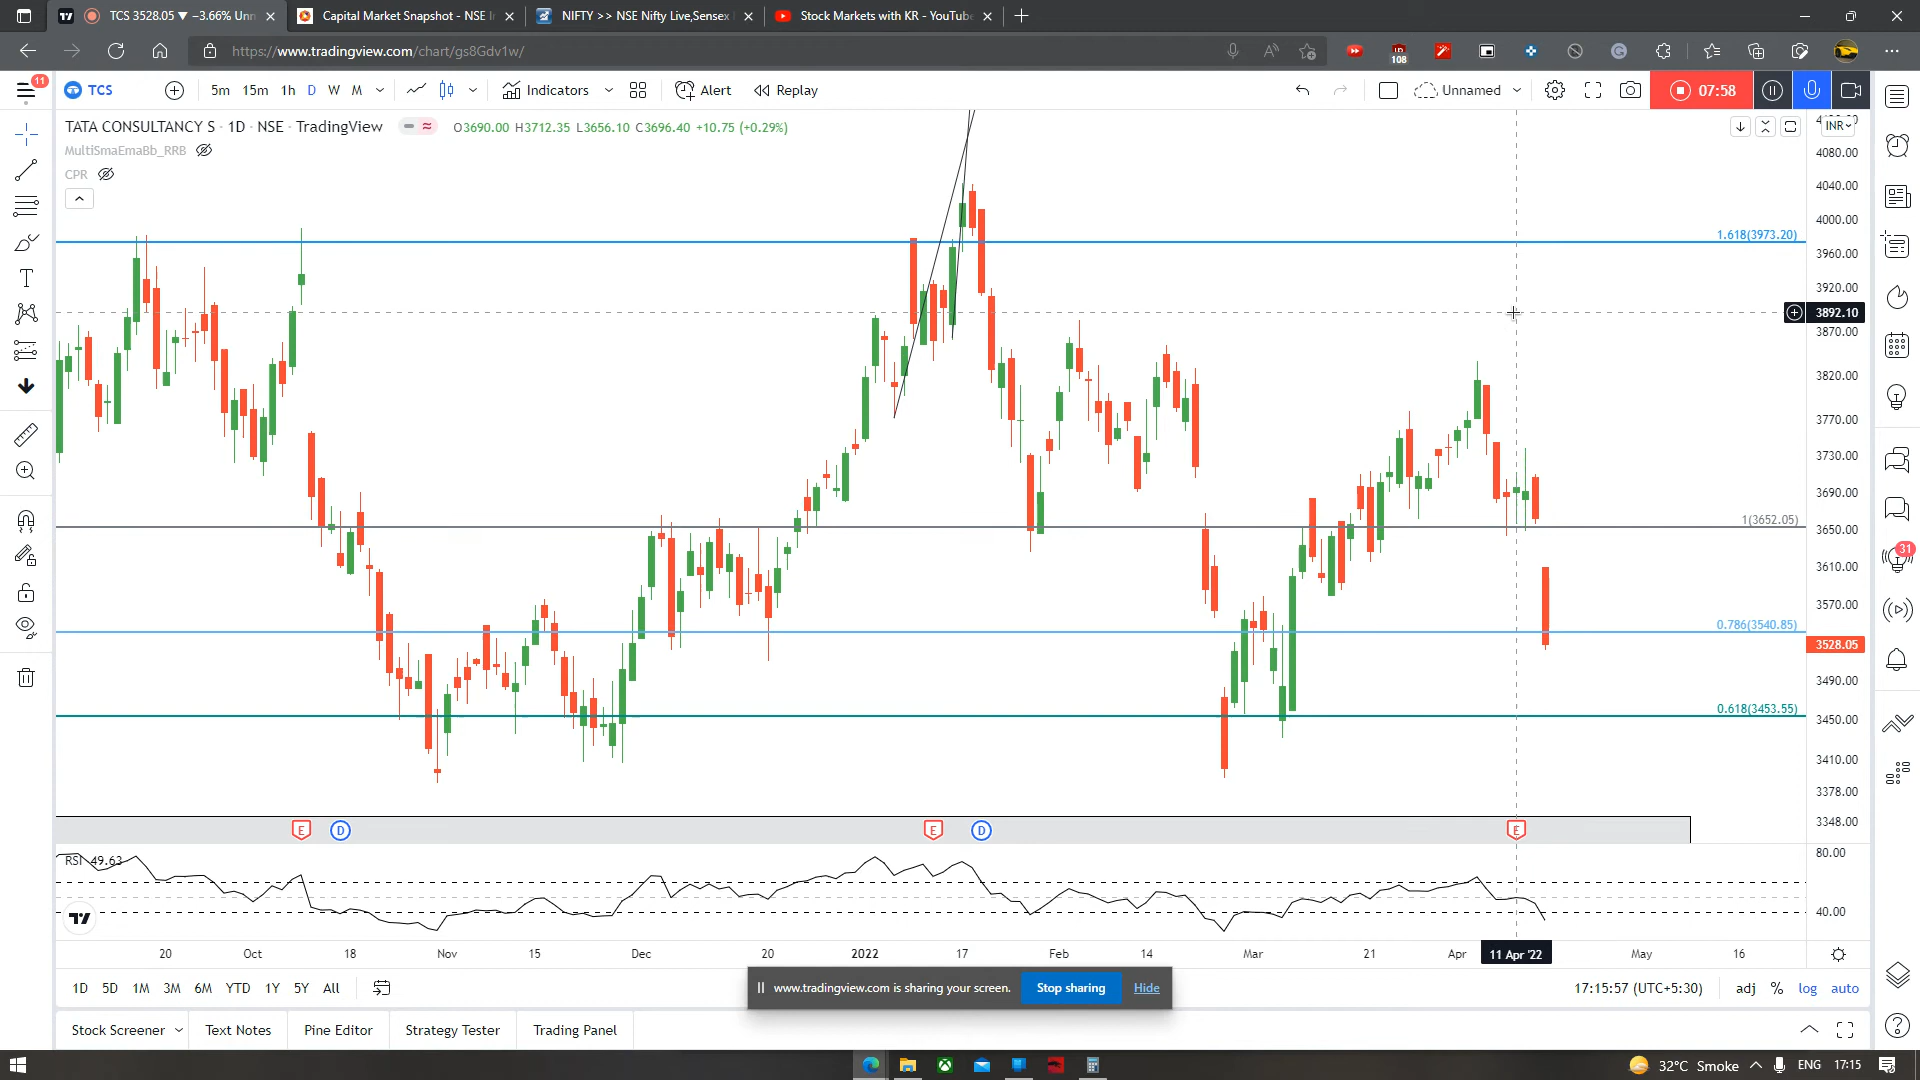 TCS 3528.05 ▼ −3.66% Unn
Capital Market Snapshot - NSE I
NIFTY >> NSE Nifty Live,Sensex
Stock Markets with KR - YouTube
https://www.tradingview.com/chart/gs8Gdv1w/
108
11
TCS
5m 15m 1h D W M
Indicators
Alert
Replay
Unnamed
07:58
TATA CONSULTANCY S · 1D · NSE · TradingView
O3690.00 H3712.35 L3656.10 C3696.40 +10.75 (+0.29%)
INR
MultiSmaEmaBb_RRB
CPR
4080.00
4040.00
4000.00
1.618(3973.20)
3960.00
3920.00
3892.10
3870.00
3820.00
3770.00
3730.00
3690.00
1(3652.05)
3650.00
31
3610.00
3570.00
0.786(3540.85)
3528.05
3490.00
0.618(3453.55)
3450.00
3410.00
3378.00
3348.00
E D E D E
RSI 49.63
80.00
40.00
20 Oct 18 Nov 15 Dec 20 2022 17 Feb 14 Mar 21 Apr 11 Apr '22 May 16
1D 5D 1M 3M 6M YTD 1Y 5Y All
www.tradingview.com is sharing your screen.
Stop sharing
Hide
17:15:57 (UTC+5:30)
adj % log auto
Stock Screener
Text Notes
Pine Editor
Strategy Tester
Trading Panel
32°C Smoke
ENG
17:15